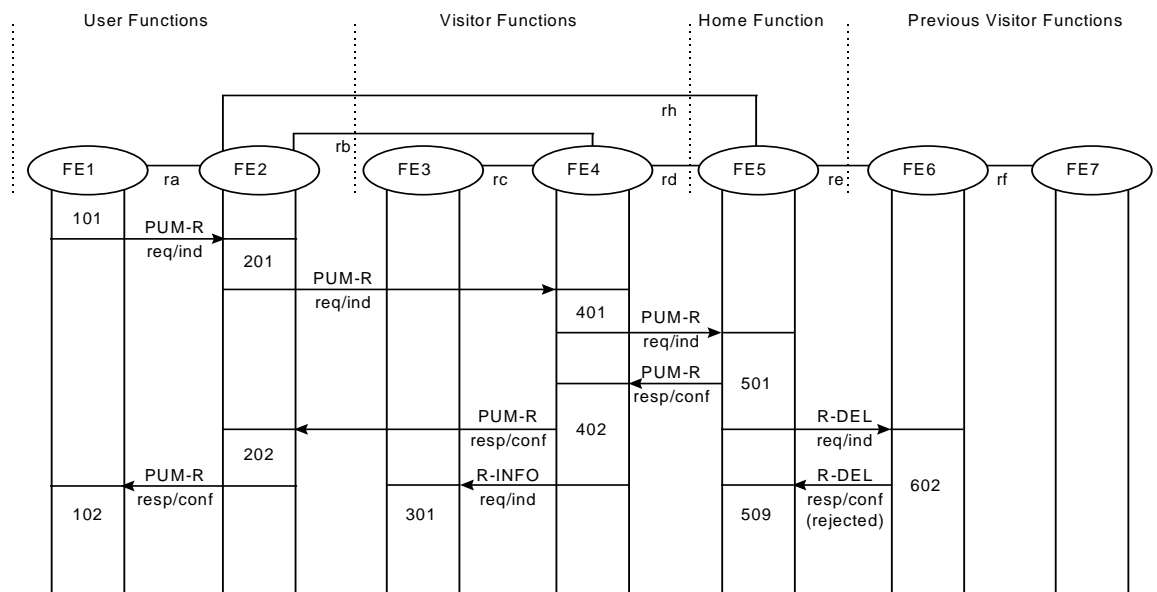 User Functions
Visitor Functions
Home Function
Previous Visitor Functions
rh
rb
FE1
ra
FE2
FE3
rc
FE4
rd
FE5
re
FE6
rf
FE7
101
PUM-R
req/ind
201
PUM-R
req/ind
401
PUM-R
req/ind
PUM-R
resp/conf
501
PUM-R
resp/conf
402
R-DEL
req/ind
202
PUM-R
resp/conf
R-INFO
req/ind
R-DEL
resp/conf
(rejected)
602
102
301
509